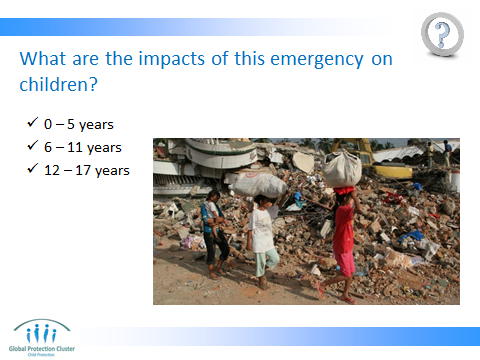 What are the impacts of this emergency on
children?
✓ 0 – 5 years
✓ 6 – 11 years
✓ 12 – 17 years
?
Global Protection Cluster
Child Protection